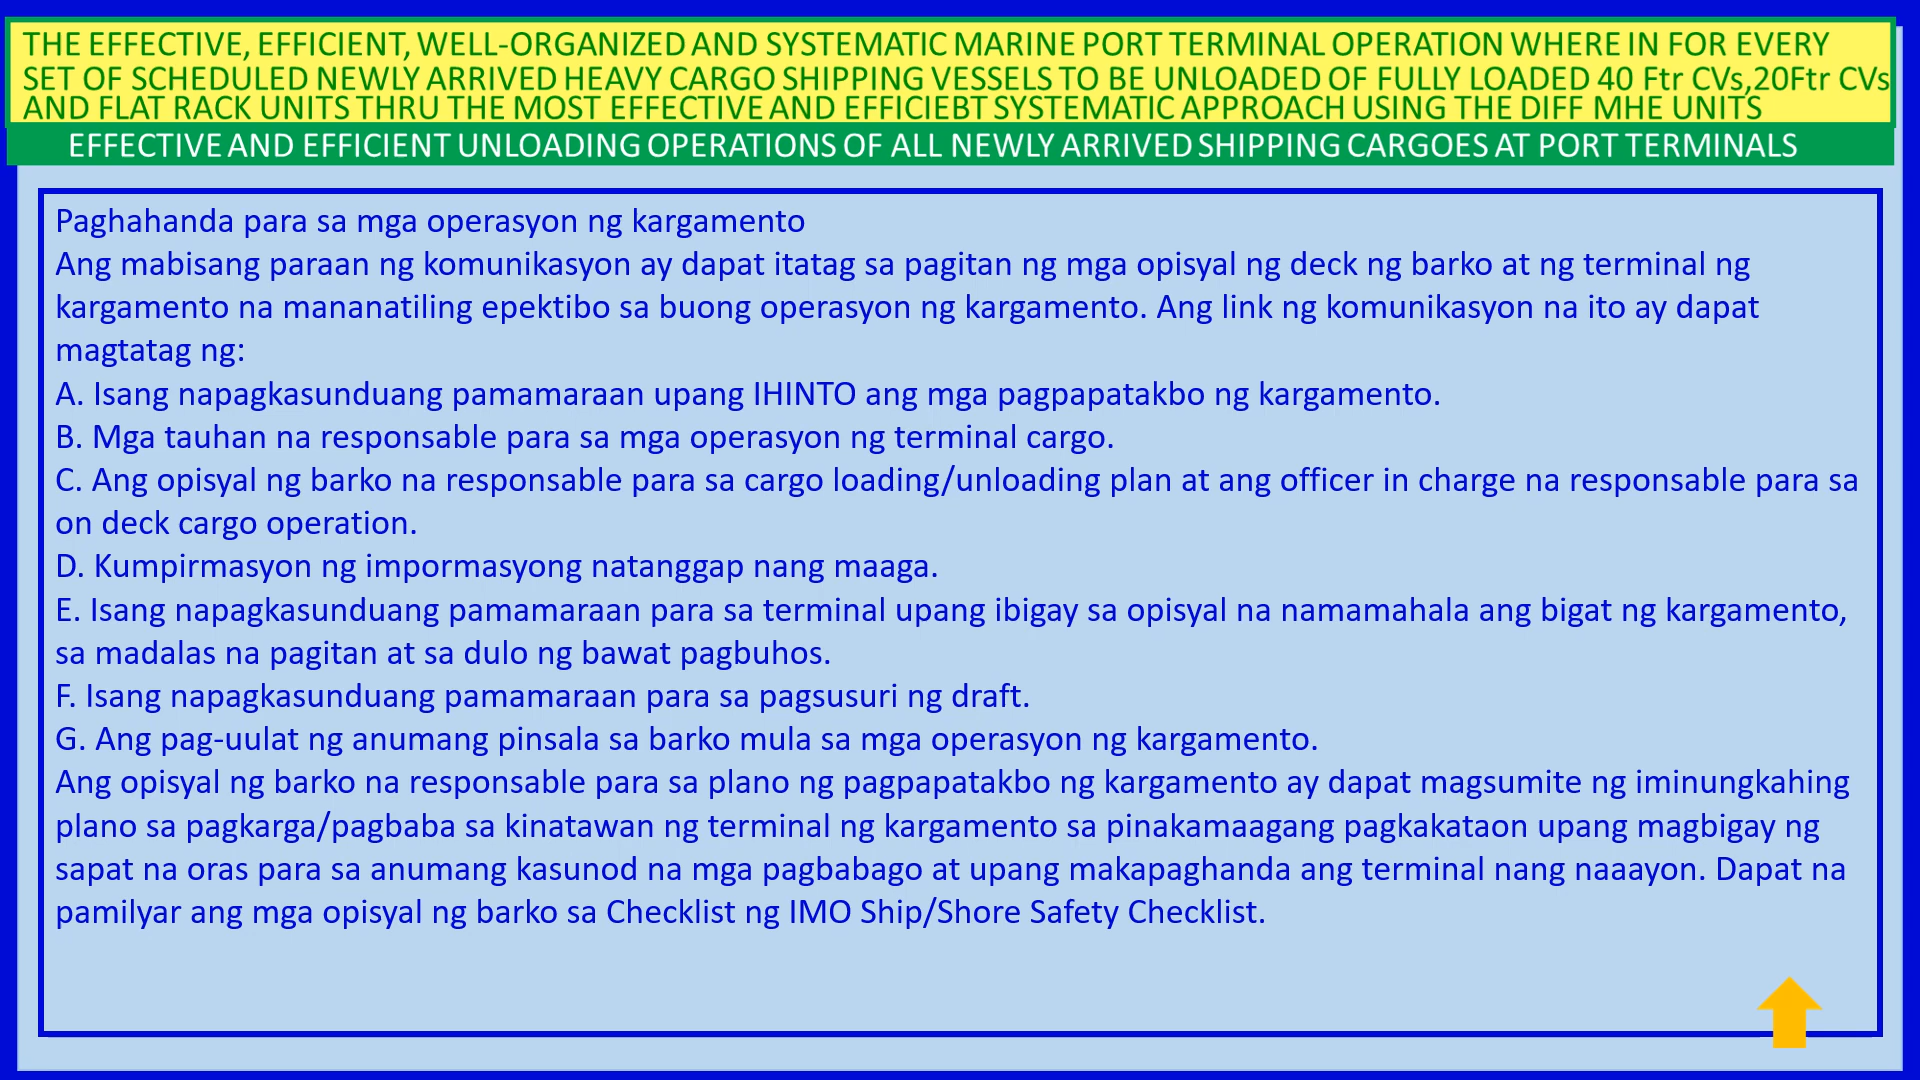 THE EFFECTIVE, EFFICIENT, WELL-ORGANIZED AND SYSTEMATIC MARINE PORT TERMINAL OPERATION WHERE IN FOR EVERY
SET OF SCHEDULED NEWLY ARRIVED HEAVY CARGO SHIPPING VESSELS TO BE UNLOADED OF FULLY LOADED 40 Ftr CVs,20Ftr CVs
AND FLAT RACK UNITS THRU THE MOST EFFECTIVE AND EFFICIEBT SYSTEMATIC APPROACH USING THE DIFF MHE UNITS
EFFECTIVE AND EFFICIENT UNLOADING OPERATIONS OF ALL NEWLY ARRIVED SHIPPING CARGOES AT PORT TERMINALS
Paghahanda para sa mga operasyon ng kargamento
Ang mabisang paraan ng komunikasyon ay dapat itatag sa pagitan ng mga opisyal ng deck ng barko at ng terminal ng
kargamento na mananatiling epektibo sa buong operasyon ng kargamento. Ang link ng komunikasyon na ito ay dapat
magtatag ng:
A. Isang napagkasunduang pamamaraan upang IHINTO ang mga pagpapatakbo ng kargamento.
B. Mga tauhan na responsable para sa mga operasyon ng terminal cargo.
C. Ang opisyal ng barko na responsable para sa cargo loading/unloading plan at ang officer in charge na responsable para sa
on deck cargo operation.
D. Kumpirmasyon ng impormasyong natanggap nang maaga.
E. Isang napagkasunduang pamamaraan para sa terminal upang ibigay sa opisyal na namamahala ang bigat ng kargamento,
sa madalas na pagitan at sa dulo ng bawat pagbuhos.
F. Isang napagkasunduang pamamaraan para sa pagsusuri ng draft.
G. Ang pag-uulat ng anumang pinsala sa barko mula sa mga operasyon ng kargamento.
Ang opisyal ng barko na responsable para sa plano ng pagpapatakbo ng kargamento ay dapat magsumite ng iminungkahing
plano sa pagkarga/pagbaba sa kinatawan ng terminal ng kargamento sa pinakamaagang pagkakataon upang magbigay ng
sapat na oras para sa anumang kasunod na mga pagbabago at upang makapaghanda ang terminal nang naaayon. Dapat na
pamilyar ang mga opisyal ng barko sa Checklist ng IMO Ship/Shore Safety Checklist.